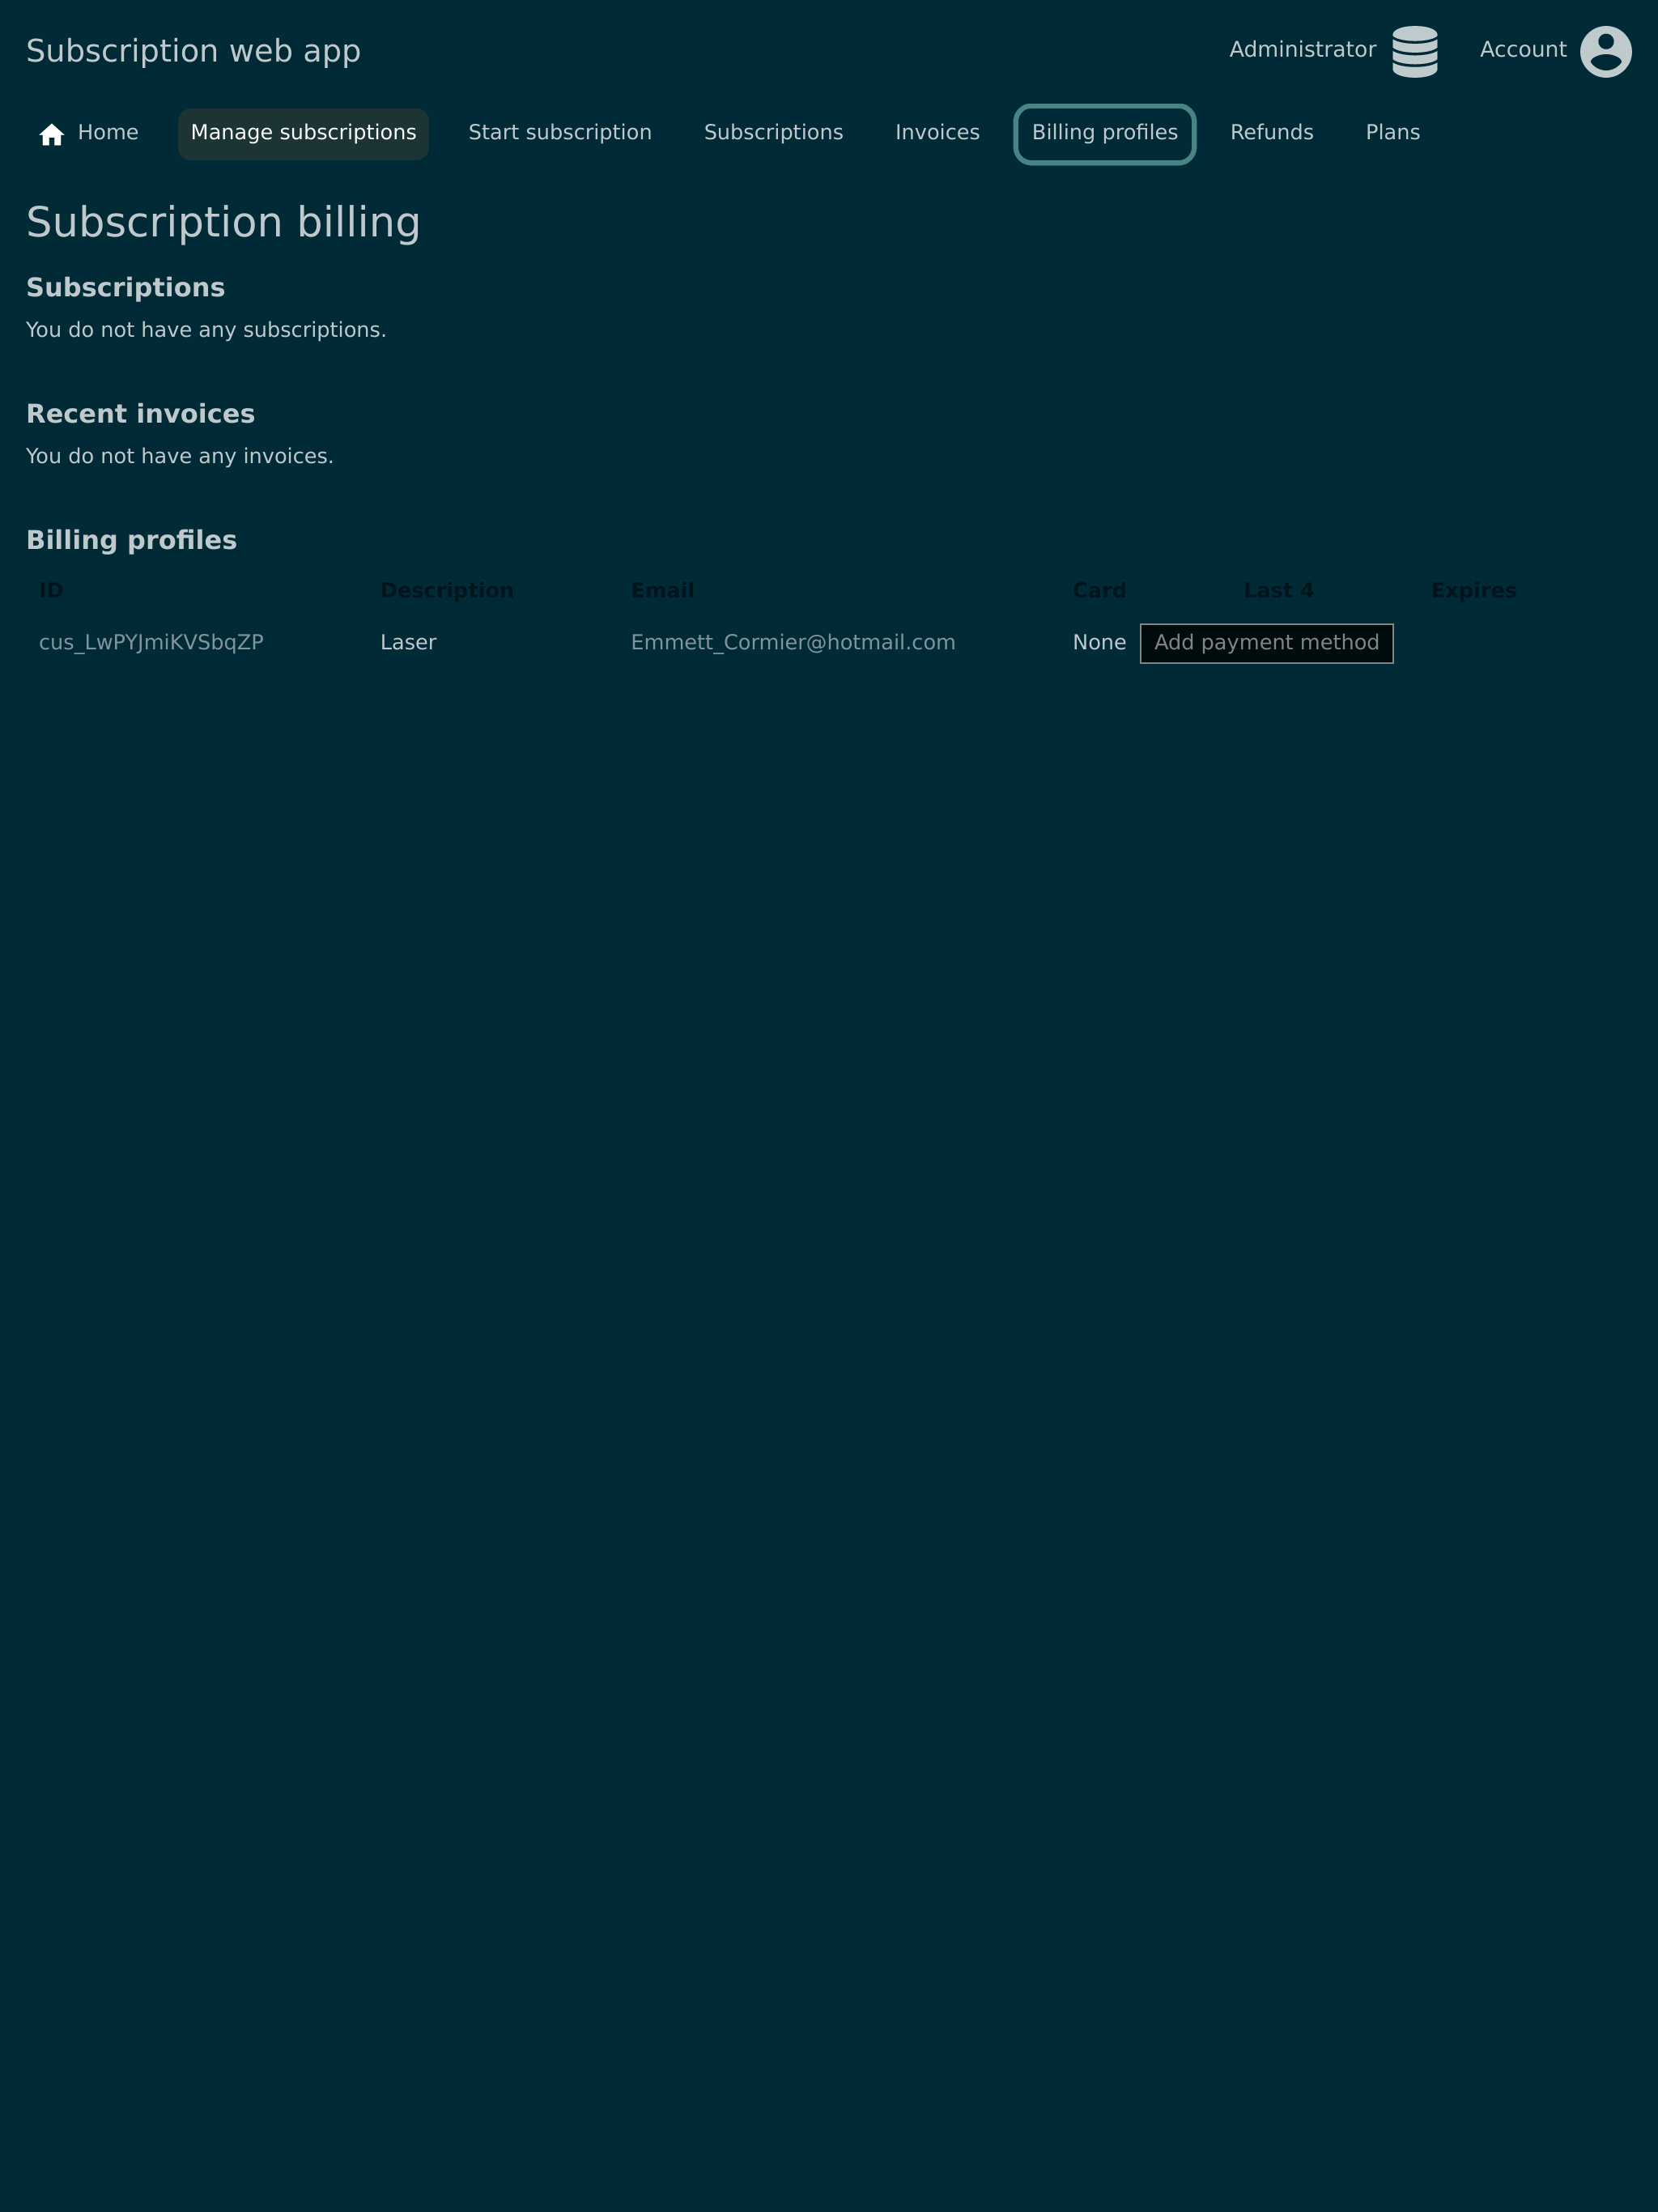 Subscription web app Administrator Account
Home Manage subscriptions Start subscription Subscriptions Invoices Billing profiles Refunds Plans
Subscription billing
Subscriptions
You do not have any subscriptions.
Recent invoices
You do not have any invoices.
Billing profiles
ID Description Email Card Last 4 Expires
cus_LwPYJmiKVSbqZP Laser Emmett_Cormier@hotmail.com None Add payment method